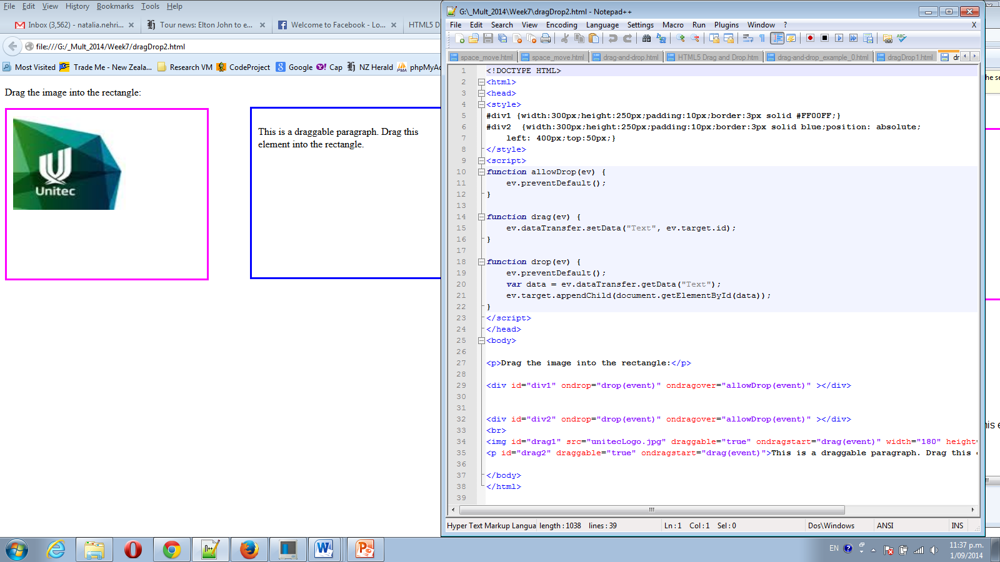 File Edit View History Bookmarks Tools Help
Inbox (3,562) - natalia.nehri... × Tour news: Elton John to e... × Welcome to Facebook - Lo... × HTML5 D
file:///G:/_Mult_2014/Week7/dragDrop2.html
Most Visited Trade Me - New Zeala... Research VM CodeProject Google Cap NZ Herald phpMyAc
Drag the image into the rectangle:
Unitec
This is a draggable paragraph. Drag this
element into the rectangle.
G:\_Mult_2014\Week7\dragDrop2.html - Notepad++
File Edit Search View Encoding Language Settings Macro Run Plugins Window ? X
space_move.html space_move.html drag-and-drop.html HTML5 Drag and Drop.htm drag-and-drop_example_0.html dragDrop1.html dr
1 <!DOCTYPE HTML>
2 <html>
3 <head>
4 <style>
5 #div1 {width:300px;height:250px;padding:10px;border:3px solid #FF00FF;}
6 #div2  {width:300px;height:250px;padding:10px;border:3px solid blue;position: absolute;
7     left: 400px;top:50px;}
8 </style>
9 <script>
10 function allowDrop(ev) {
11     ev.preventDefault();
12 }
13
14 function drag(ev) {
15     ev.dataTransfer.setData("Text", ev.target.id);
16 }
17
18 function drop(ev) {
19     ev.preventDefault();
20     var data = ev.dataTransfer.getData("Text");
21     ev.target.appendChild(document.getElementById(data));
22 }
23 </script>
24 </head>
25 <body>
26
27 <p>Drag the image into the rectangle:</p>
28
29 <div id="div1" ondrop="drop(event)" ondragover="allowDrop(event)" ></div>
30
31
32 <div id="div2" ondrop="drop(event)" ondragover="allowDrop(event)" ></div>
33 <br>
34 <img id="drag1" src="unitecLogo.jpg" draggable="true" ondragstart="drag(event)" width="180" height=
35 <p id="drag2" draggable="true" ondragstart="drag(event)">This is a draggable paragraph. Drag this
36
37 </body>
38 </html>
39
Hyper Text Markup Langua length : 1038 lines : 39 Ln : 1 Col : 1 Sel : 0 Dos\Windows ANSI INS
he se
his e
EN 11:37 p.m.
1/09/2014